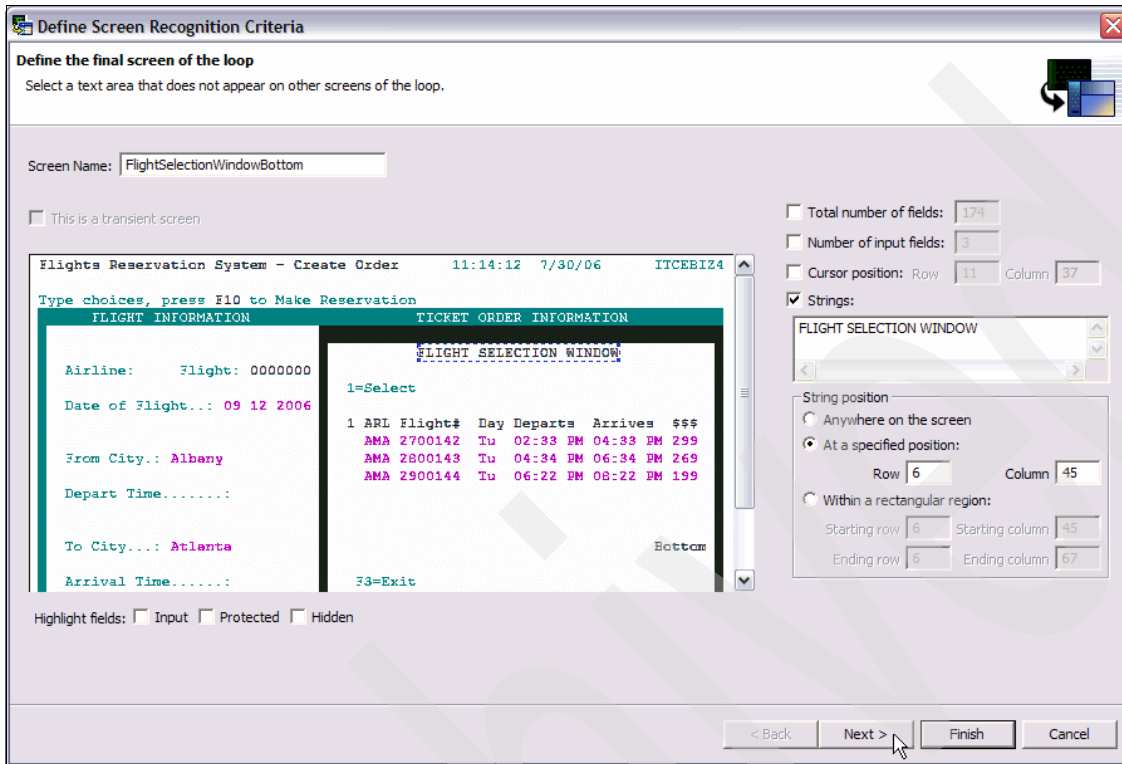 Define Screen Recognition Criteria
Define the final screen of the loop
Select a text area that does not appear on other screens of the loop.
Screen Name: FlightSelectionWindowBottom
This is a transient screen
Flights Reservation System - Create Order 11:14:12 7/30/06 ITCEBIZ4
Type choices, press F10 to Make Reservation
FLIGHT INFORMATION TICKET ORDER INFORMATION
FLIGHT SELECTION WINDOW
Airline: Flight: 0000000
1=Select
Date of Flight..: 09 12 2006
1 ARL Flight# Day Departs Arrives $$$
AMA 2700142 Tu 02:33 PM 04:33 PM 299
From City.: Albany AMA 2800143 Tu 04:34 PM 06:34 PM 269
AMA 2900144 Tu 06:22 PM 08:22 PM 199
Depart Time.......:
To City...: Atlanta Bottom
Arrival Time......: F3=Exit
Highlight fields: Input Protected Hidden
Total number of fields: 174
Number of input fields: 3
Cursor position: Row 11 Column 37
Strings:
FLIGHT SELECTION WINDOW
String position
Anywhere on the screen
At a specified position:
Row 6 Column 45
Within a rectangular region:
Starting row 6 Starting column 45
Ending row 6 Ending column 67
< Back Next > Finish Cancel